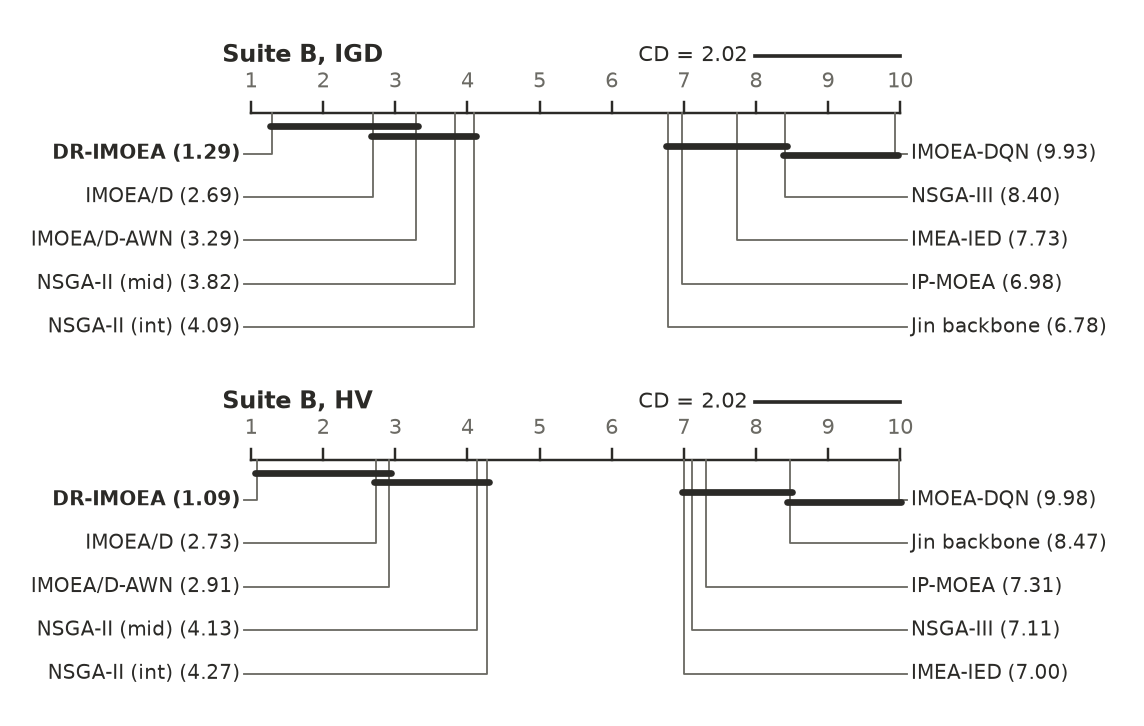 Suite B, IGD
CD = 2.02
1 2 3 4 5 6 7 8 9 10
DR-IMOEA (1.29)
IMOEA/D (2.69)
IMOEA/D-AWN (3.29)
NSGA-II (mid) (3.82)
NSGA-II (int) (4.09)
IMOEA-DQN (9.93)
NSGA-III (8.40)
IMEA-IED (7.73)
IP-MOEA (6.98)
Jin backbone (6.78)
Suite B, HV
CD = 2.02
1 2 3 4 5 6 7 8 9 10
DR-IMOEA (1.09)
IMOEA/D (2.73)
IMOEA/D-AWN (2.91)
NSGA-II (mid) (4.13)
NSGA-II (int) (4.27)
IMOEA-DQN (9.98)
Jin backbone (8.47)
IP-MOEA (7.31)
NSGA-III (7.11)
IMEA-IED (7.00)